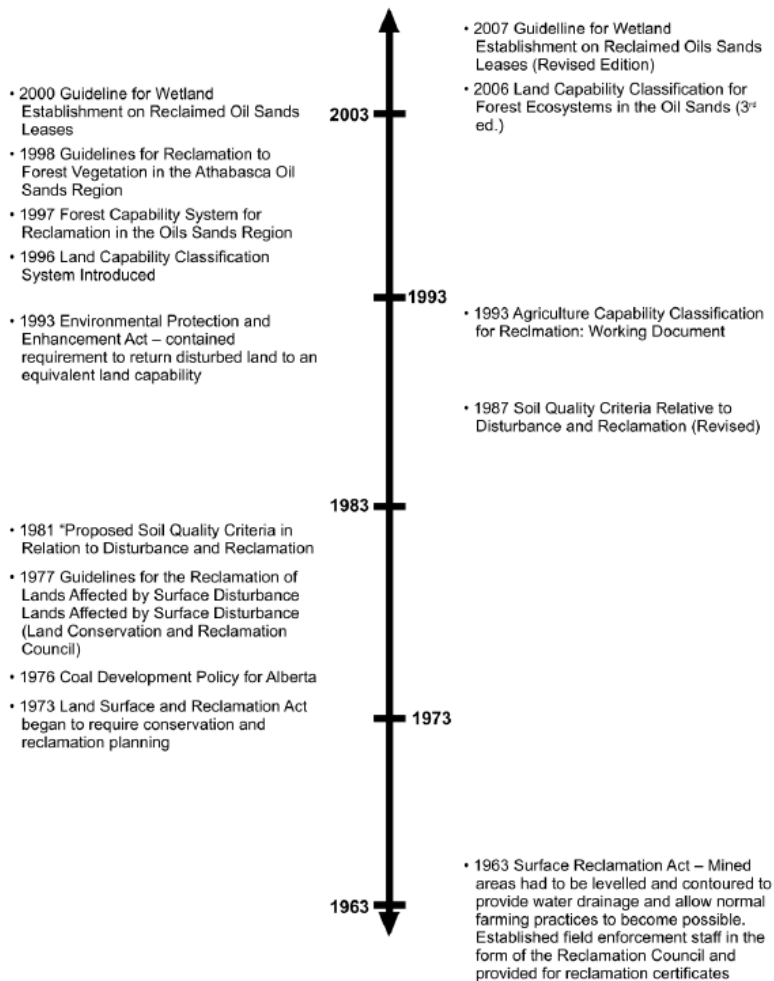 • 2007 Guidelline for Wetland
Establishment on Reclaimed Oils Sands
Leases (Revised Edition)
• 2006 Land Capability Classification for
Forest Ecosystems in the Oil Sands (3rd
ed.)
• 2000 Guideline for Wetland
Establishment on Reclaimed Oil Sands
Leases
2003
• 1998 Guidelines for Reclamation to
Forest Vegetation in the Athabasca Oil
Sands Region
• 1997 Forest Capability System for
Reclamation in the Oils Sands Region
• 1996 Land Capability Classification
System Introduced
1993
• 1993 Environmental Protection and
Enhancement Act – contained
requirement to return disturbed land to an
equivalent land capability
• 1993 Agriculture Capability Classification
for Reclmation: Working Document
• 1987 Soil Quality Criteria Relative to
Disturbance and Reclamation (Revised)
1983
• 1981 "Proposed Soil Quality Criteria in
Relation to Disturbance and Reclamation
• 1977 Guidelines for the Reclamation of
Lands Affected by Surface Disturbance
Lands Affected by Surface Disturbance
(Land Conservation and Reclamation
Council)
• 1976 Coal Development Policy for Alberta
• 1973 Land Surface and Reclamation Act
began to require conservation and
reclamation planning
1973
1963
• 1963 Surface Reclamation Act – Mined
areas had to be levelled and contoured to
provide water drainage and allow normal
farming practices to become possible.
Established field enforcement staff in the
form of the Reclamation Council and
provided for reclamation certificates